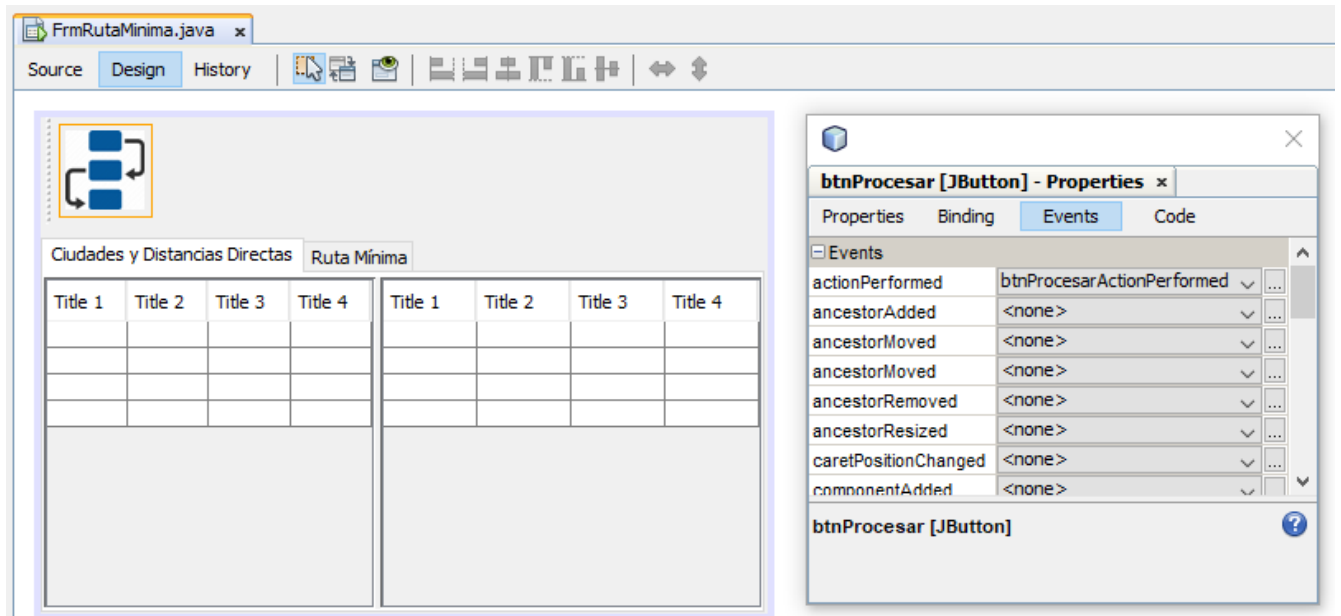 FrmRutaMinima.java x
Source Design History
Ciudades y Distancias Directas Ruta Mínima
Title 1 Title 2 Title 3 Title 4 Title 1 Title 2 Title 3 Title 4
btnProcesar [JButton] - Properties x
Properties Binding Events Code
Events
actionPerformed btnProcesarActionPerformed ...
ancestorAdded <none> ...
ancestorMoved <none> ...
ancestorMoved <none> ...
ancestorRemoved <none> ...
ancestorResized <none> ...
caretPositionChanged <none> ...
componentAdded <none>
btnProcesar [JButton] ?